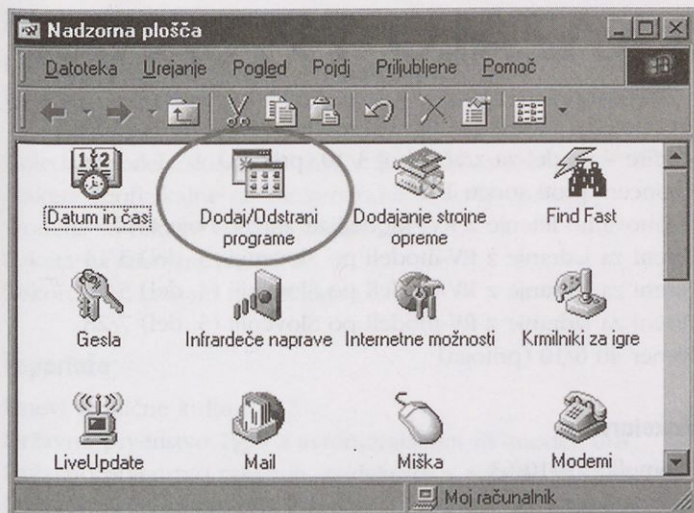 Nadzorna plošča
Datoteka Urejanje Pogled Pojdi Priljubljene Pomoč
Datum in čas
Dodaj/Odstrani
programe
Dodajanje strojne
opreme
Find Fast
Gesla
Infrardeče naprave
Internetne možnosti
Krmilniki za igre
LiveUpdate
Mail
Miška
Modemi
Moj računalnik